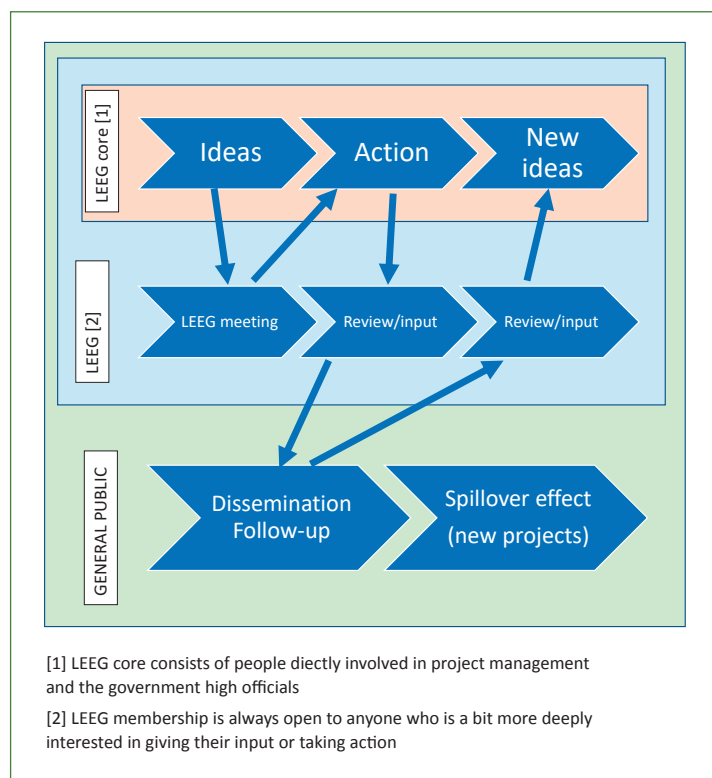 LEEG core [1]
Ideas
Action
New
ideas
LEEG [2]
LEEG meeting
Review/input
Review/input
GENERAL PUBLIC
Dissemination
Follow-up
Spillover effect
(new projects)
[1] LEEG core consists of people diectly involved in project management
and the government high officials
[2] LEEG membership is always open to anyone who is a bit more deeply
interested in giving their input or taking action